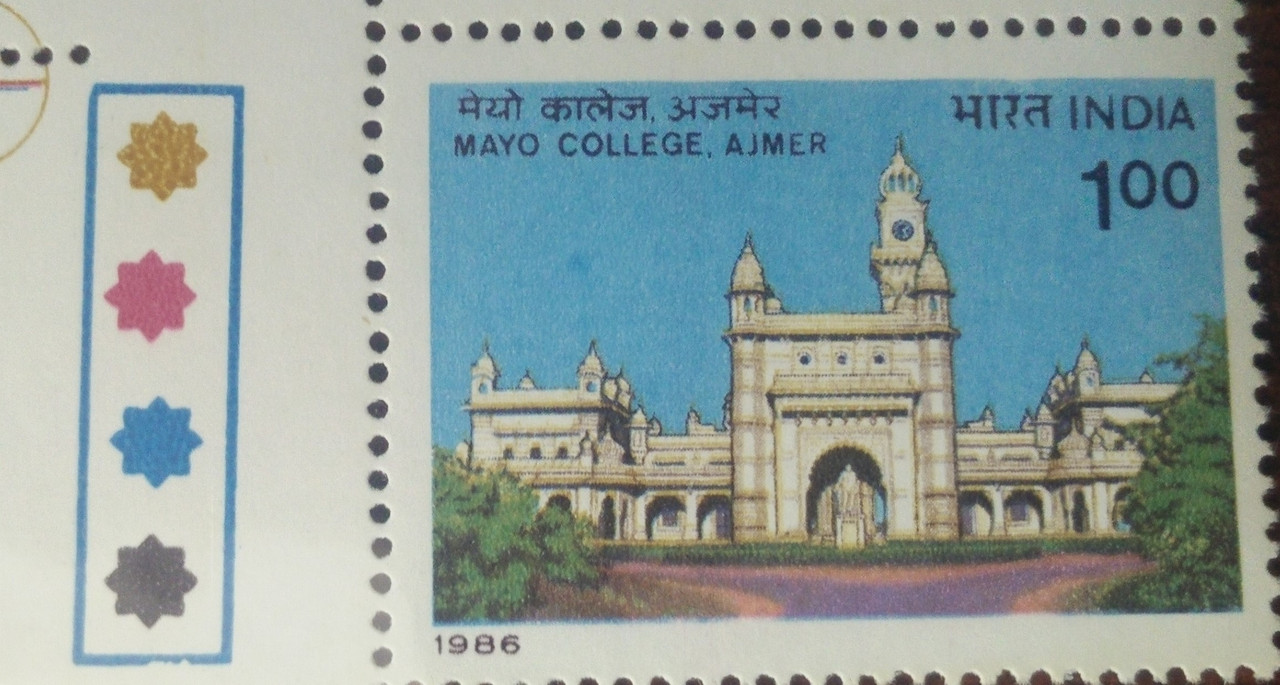 मेयो कालेज, अजमेर
MAYO COLLEGE, AJMER
भारत INDIA
100
1986